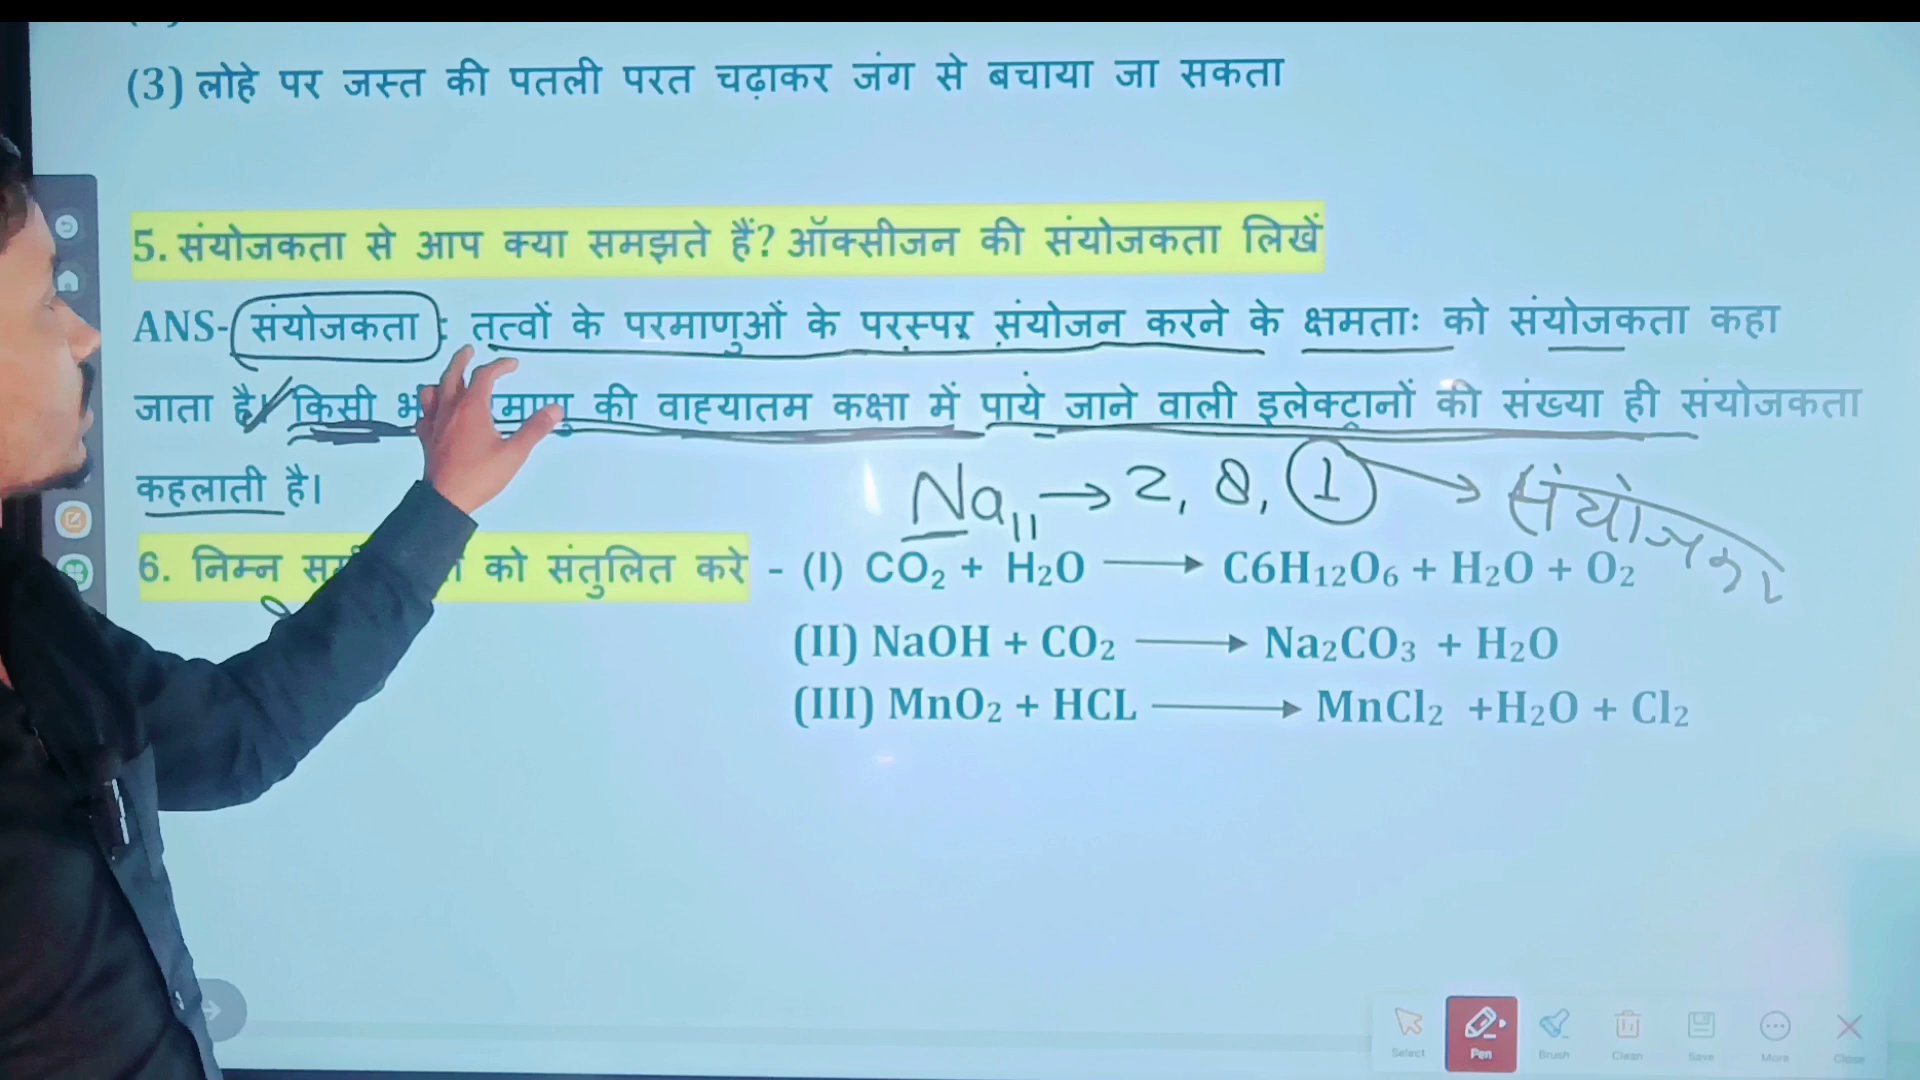 (3) लोहे पर जस्त की पतली परत चढ़ाकर जंग से बचाया जा सकता
5. संयोजकता से आप क्या समझते हैं? ऑक्सीजन की संयोजकता लिखें
ANS- संयोजकता : तत्वों के परमाणुओं के परस्पर संयोजन करने के क्षमताः को संयोजकता कहा
जाता है। किसी की वाह्यातम कक्षा में पाये जाने वाली इलेक्ट्रानों की संख्या ही संयोजकता
कहलाती है।
Na11 → 2, 8, 1 →
6. निम्न को संतुलित करे - (I) CO2 + H2O → C6H12O6 + H2O + O2
(II) NaOH + CO2 → Na2CO3 + H2O
(III) MnO2 + HCL → MnCl2 +H2O + Cl2
Select Pen Brush Clean Save More Close